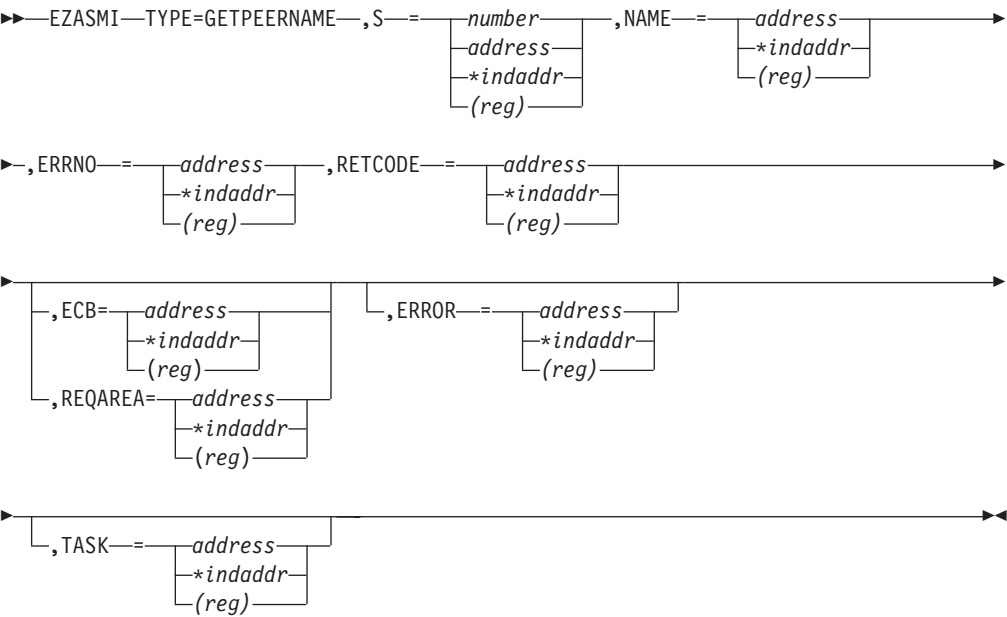 EZASMI TYPE=GETPEERNAME ,S = number ,NAME = address
address *indaddr
*indaddr (reg)
(reg)
,ERRNO = address ,RETCODE = address
*indaddr *indaddr
(reg) (reg)
,ECB= address ,ERROR = address
*indaddr *indaddr
(reg) (reg)
,REQAREA= address
*indaddr
(reg)
,TASK = address
*indaddr
(reg)